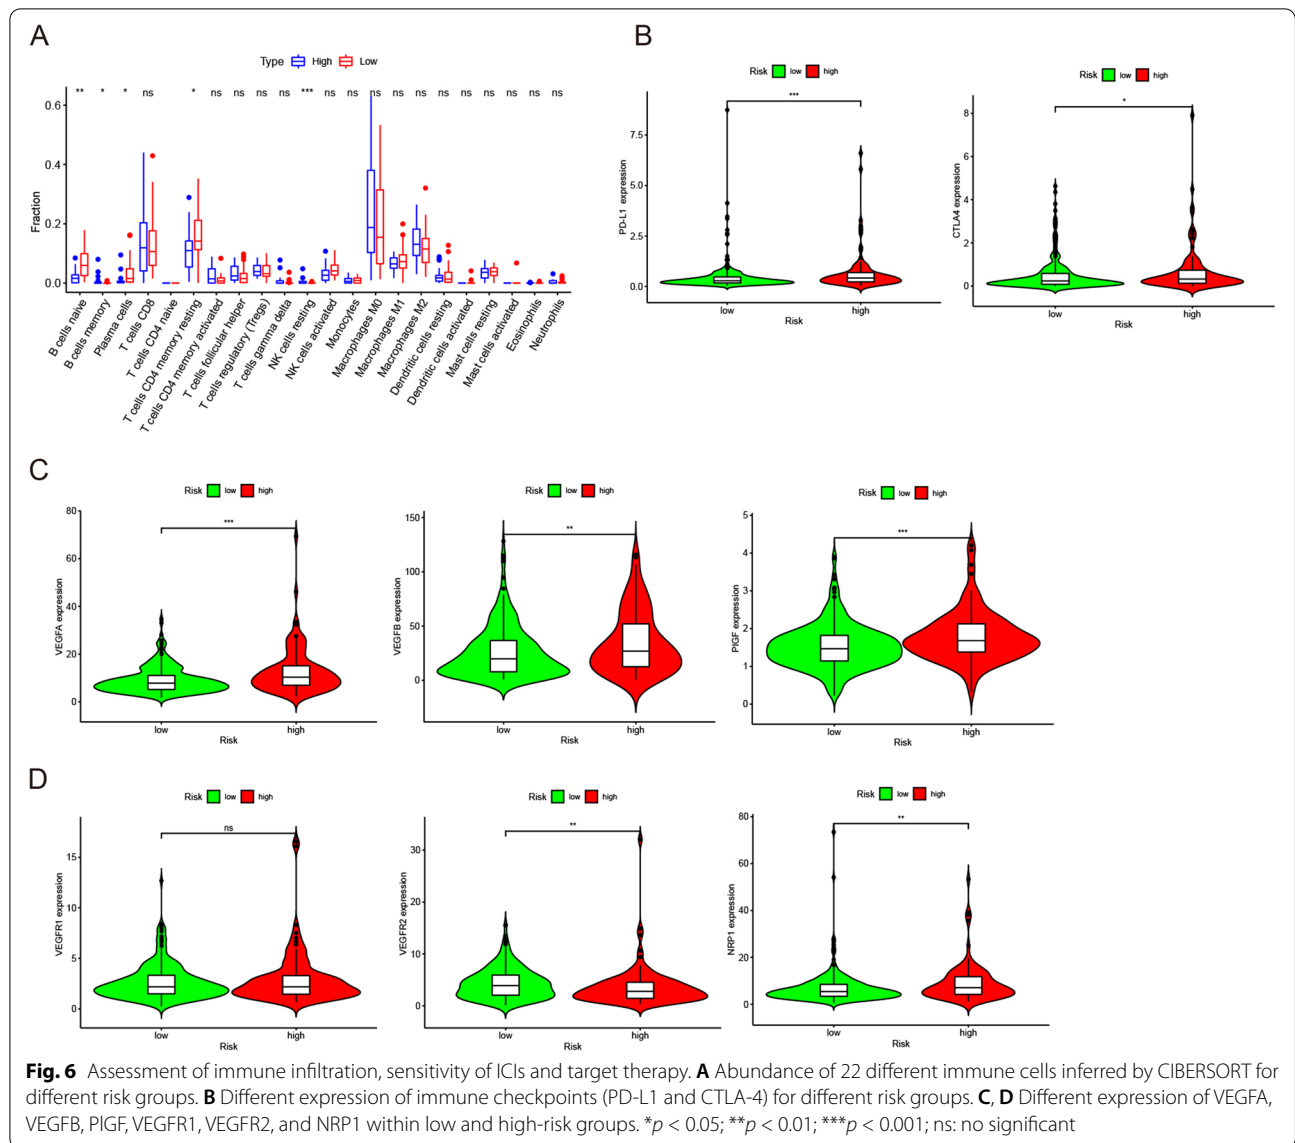 A
Type High Low
** * * ns * ns ns ns ns *** ns ns ns ns ns ns ns ns ns ns ns
Fraction
0.6
0.4
0.2
0.0
B cells naive
B cells memory
Plasma cells
T cells CD8
T cells CD4 naive
T cells CD4 memory resting
T cells CD4 memory activated
T cells follicular helper
T cells regulatory (Tregs)
T cells gamma delta
NK cells resting
NK cells activated
Monocytes
Macrophages M0
Macrophages M1
Macrophages M2
Dendritic cells resting
Dendritic cells activated
Mast cells resting
Mast cells activated
Eosinophils
Neutrophils
B
Risk low high
***
PD-L1 expression
7.5
5.0
2.5
0.0
low high
Risk
Risk low high
*
CTLA4 expression
8
6
4
2
0
low high
Risk
C
Risk low high
***
VEGFA expression
80
60
40
20
0
low high
Risk
Risk low high
**
VEGFB expression
150
100
50
0
low high
Risk
Risk low high
***
PlGF expression
5
4
3
2
1
0
low high
Risk
D
Risk low high
ns
VEGFR1 expression
15
10
5
0
low high
Risk
Risk low high
**
VEGFR2 expression
30
20
10
0
low high
Risk
Risk low high
**
NRP1 expression
80
60
40
20
0
low high
Risk
Fig. 6 Assessment of immune infiltration, sensitivity of ICIs and target therapy. A Abundance of 22 different immune cells inferred by CIBERSORT for
different risk groups. B Different expression of immune checkpoints (PD-L1 and CTLA-4) for different risk groups. C, D Different expression of VEGFA,
VEGFB, PlGF, VEGFR1, VEGFR2, and NRP1 within low and high-risk groups. *p < 0.05; **p < 0.01; ***p < 0.001; ns: no significant